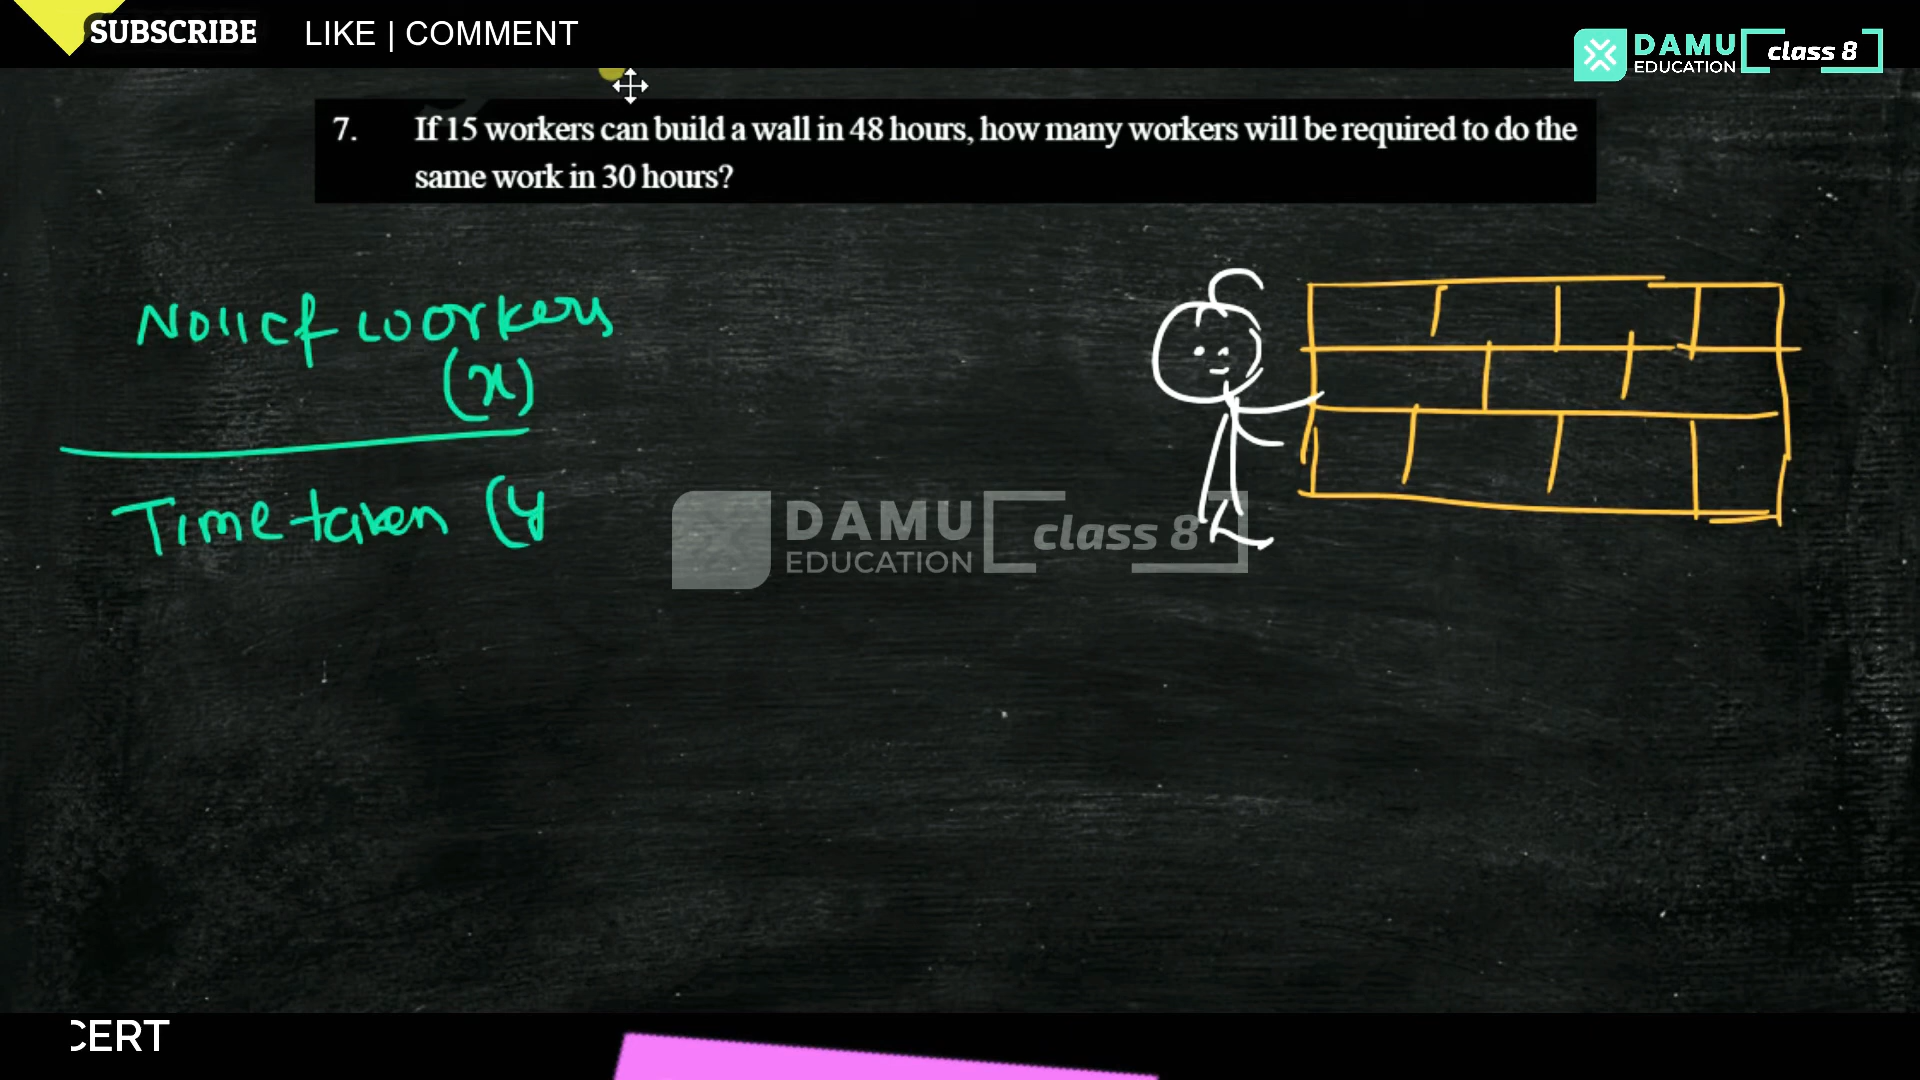 SUBSCRIBE LIKE | COMMENT
DAMU EDUCATION class 8
7. If 15 workers can build a wall in 48 hours, how many workers will be required to do the
same work in 30 hours?
No॥ of workers
(x)
Time taken (y
DAMU EDUCATION class 8
CERT